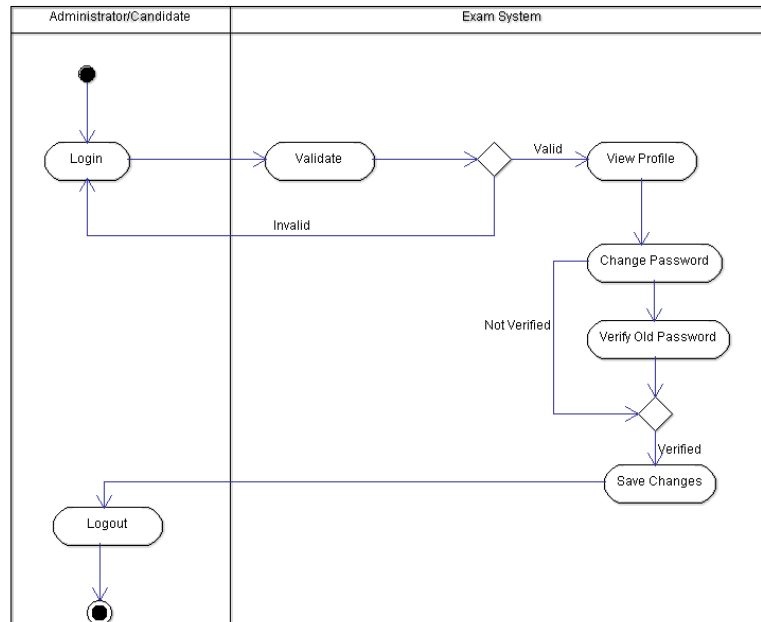 Administrator/Candidate
Exam System
Login
Validate
Valid
View Profile
Invalid
Change Password
Not Verified
Verify Old Password
Verified
Save Changes
Logout